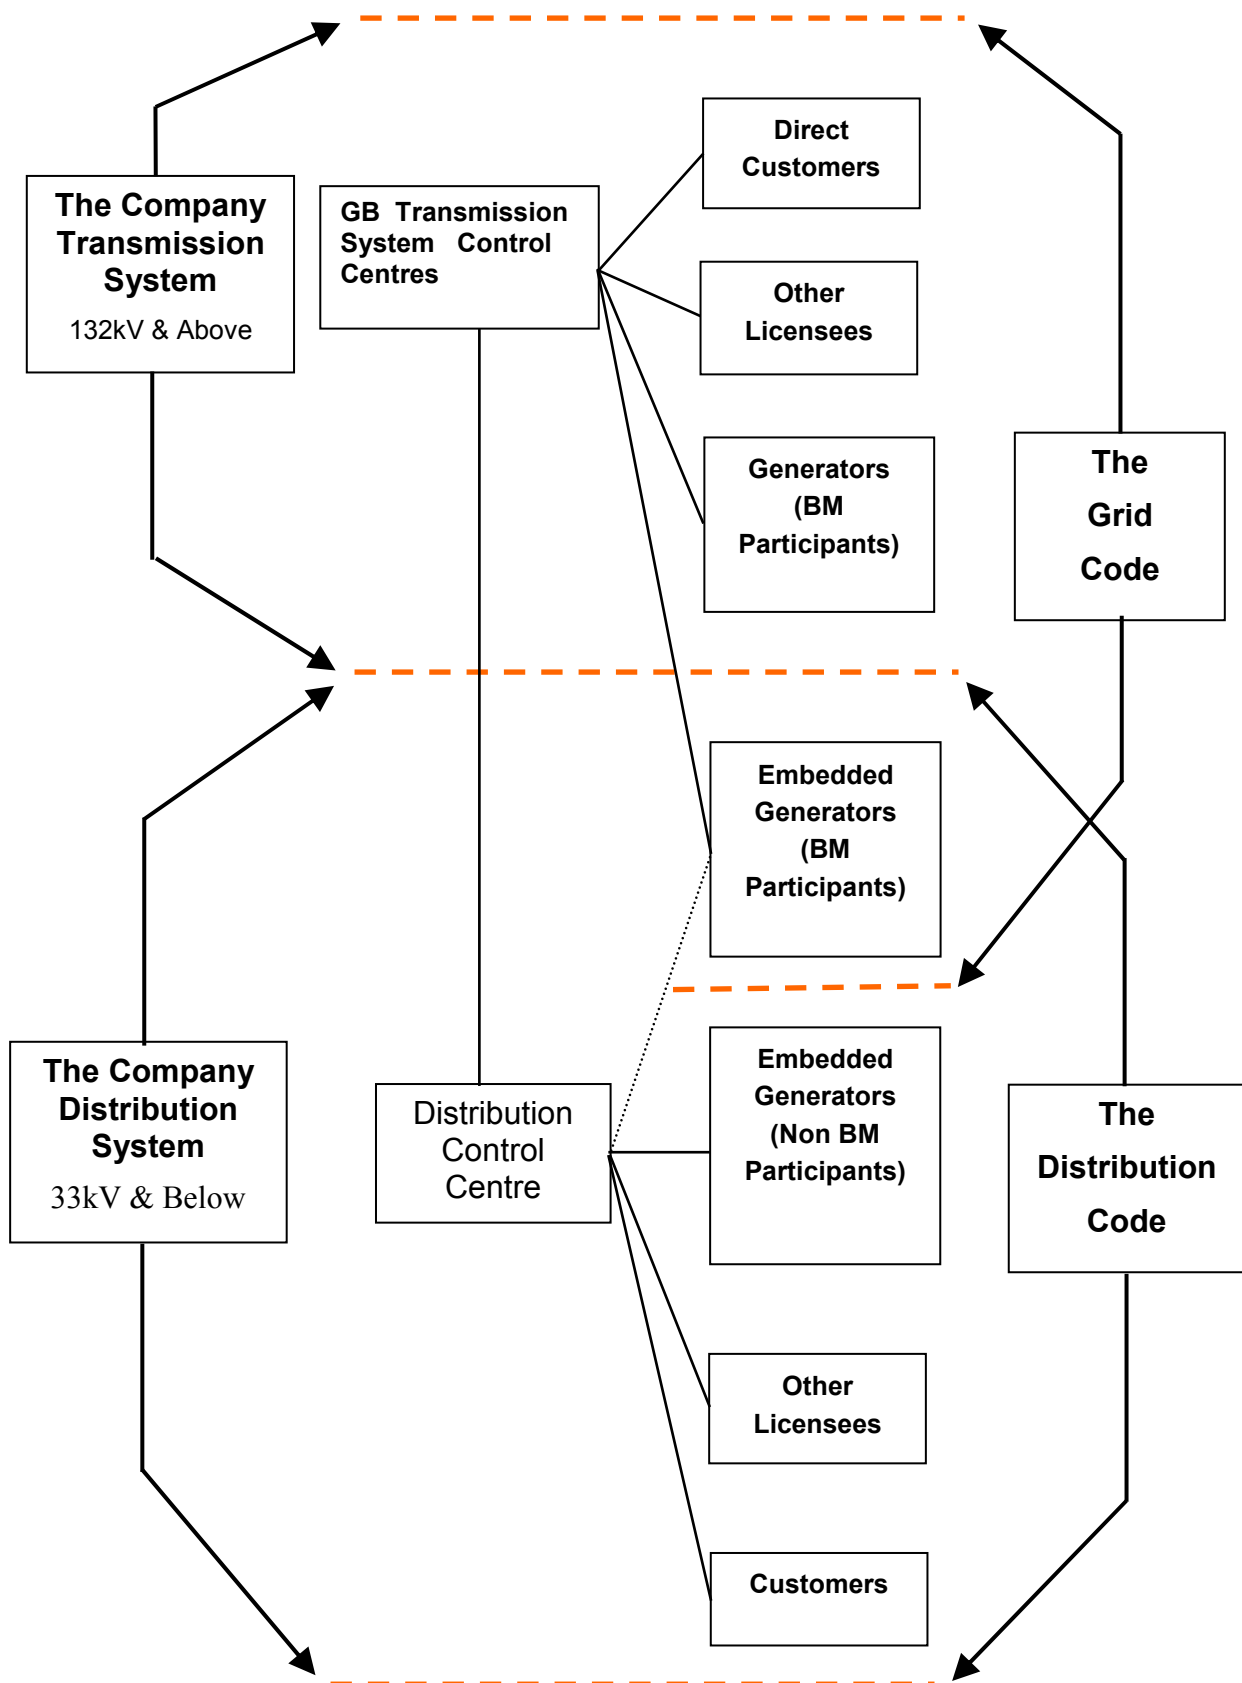 The Company
Transmission
System
132kV & Above
GB Transmission
System Control
Centres
Direct
Customers
Other
Licensees
Generators
(BM
Participants)
The
Grid
Code
Embedded
Generators
(BM
Participants)
The Company
Distribution
System
33kV & Below
Distribution
Control
Centre
Embedded
Generators
(Non BM
Participants)
The
Distribution
Code
Other
Licensees
Customers